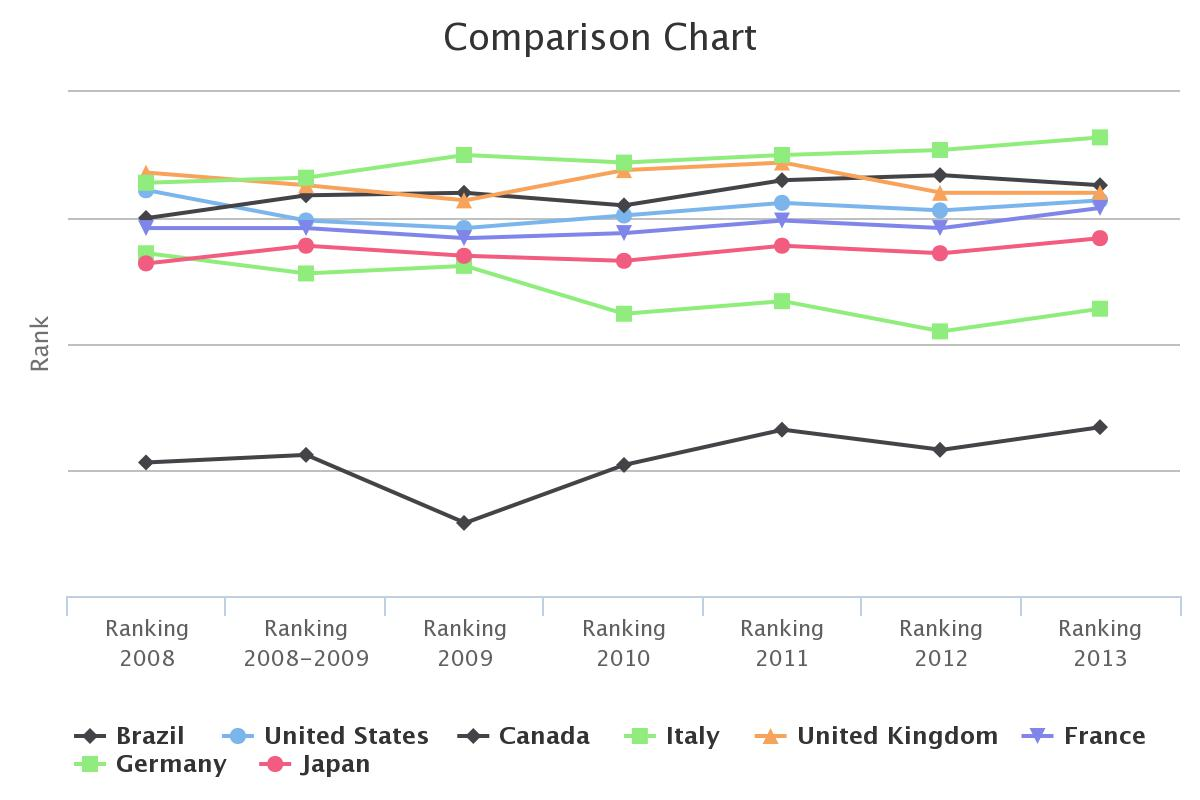 Comparison Chart
Rank
Ranking 2008
Ranking 2008-2009
Ranking 2009
Ranking 2010
Ranking 2011
Ranking 2012
Ranking 2013
Brazil United States Canada Italy United Kingdom France
Germany Japan